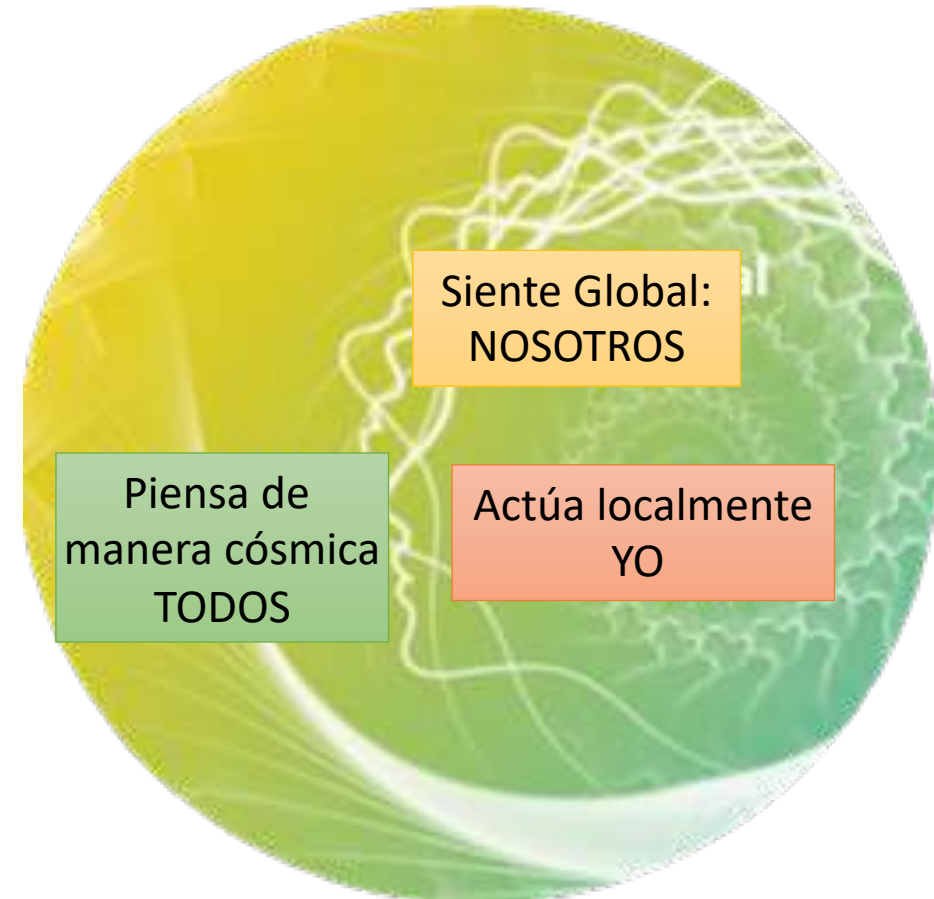 Siente Global:
NOSOTROS
Piensa de
manera cósmica
TODOS
Actúa localmente
YO